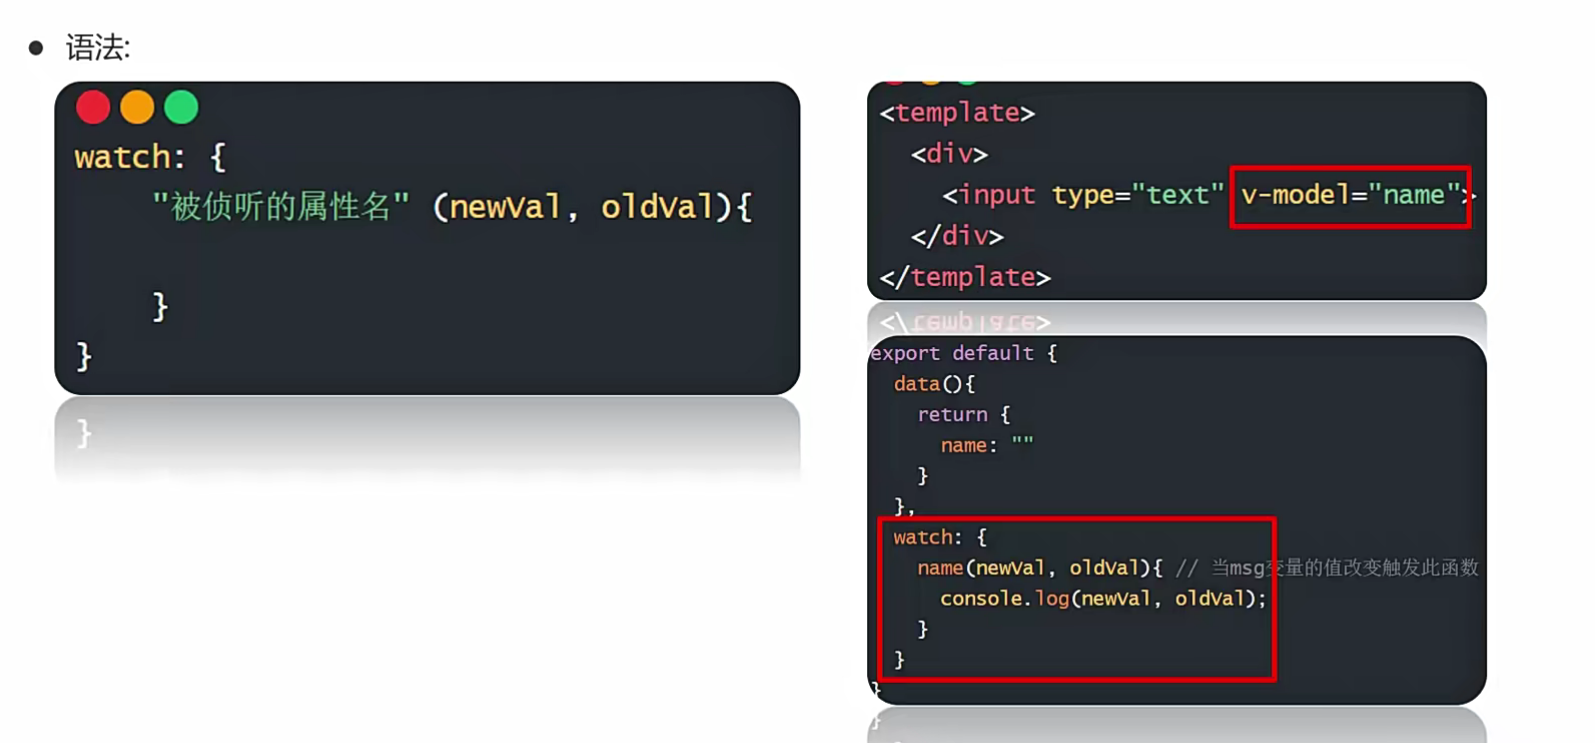 语法:
watch: {
"被侦听的属性名" (newVal, oldVal){
}
}
<template>
<div>
<input type="text" v-model="name">
</div>
</template>
export default {
data(){
return {
name: ""
}
},
watch: {
name(newVal, oldVal){ // 当msg变量的值改变触发此函数
console.log(newVal, oldVal);
}
}
}